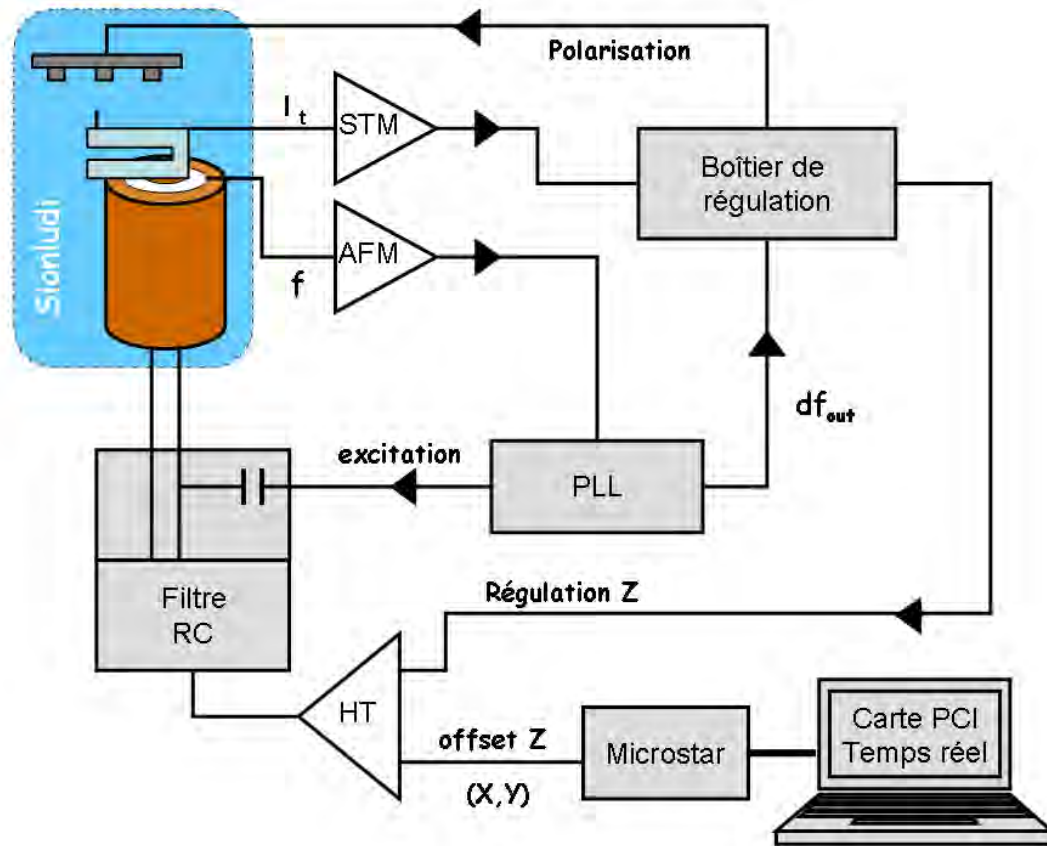 Polarisation
I t
STM
Boîtier de
régulation
Sionludi
AFM
f
df out
excitation
PLL
Filtre
RC
Régulation Z
HT
offset Z
(X,Y)
Microstar
Carte PCI
Temps réel